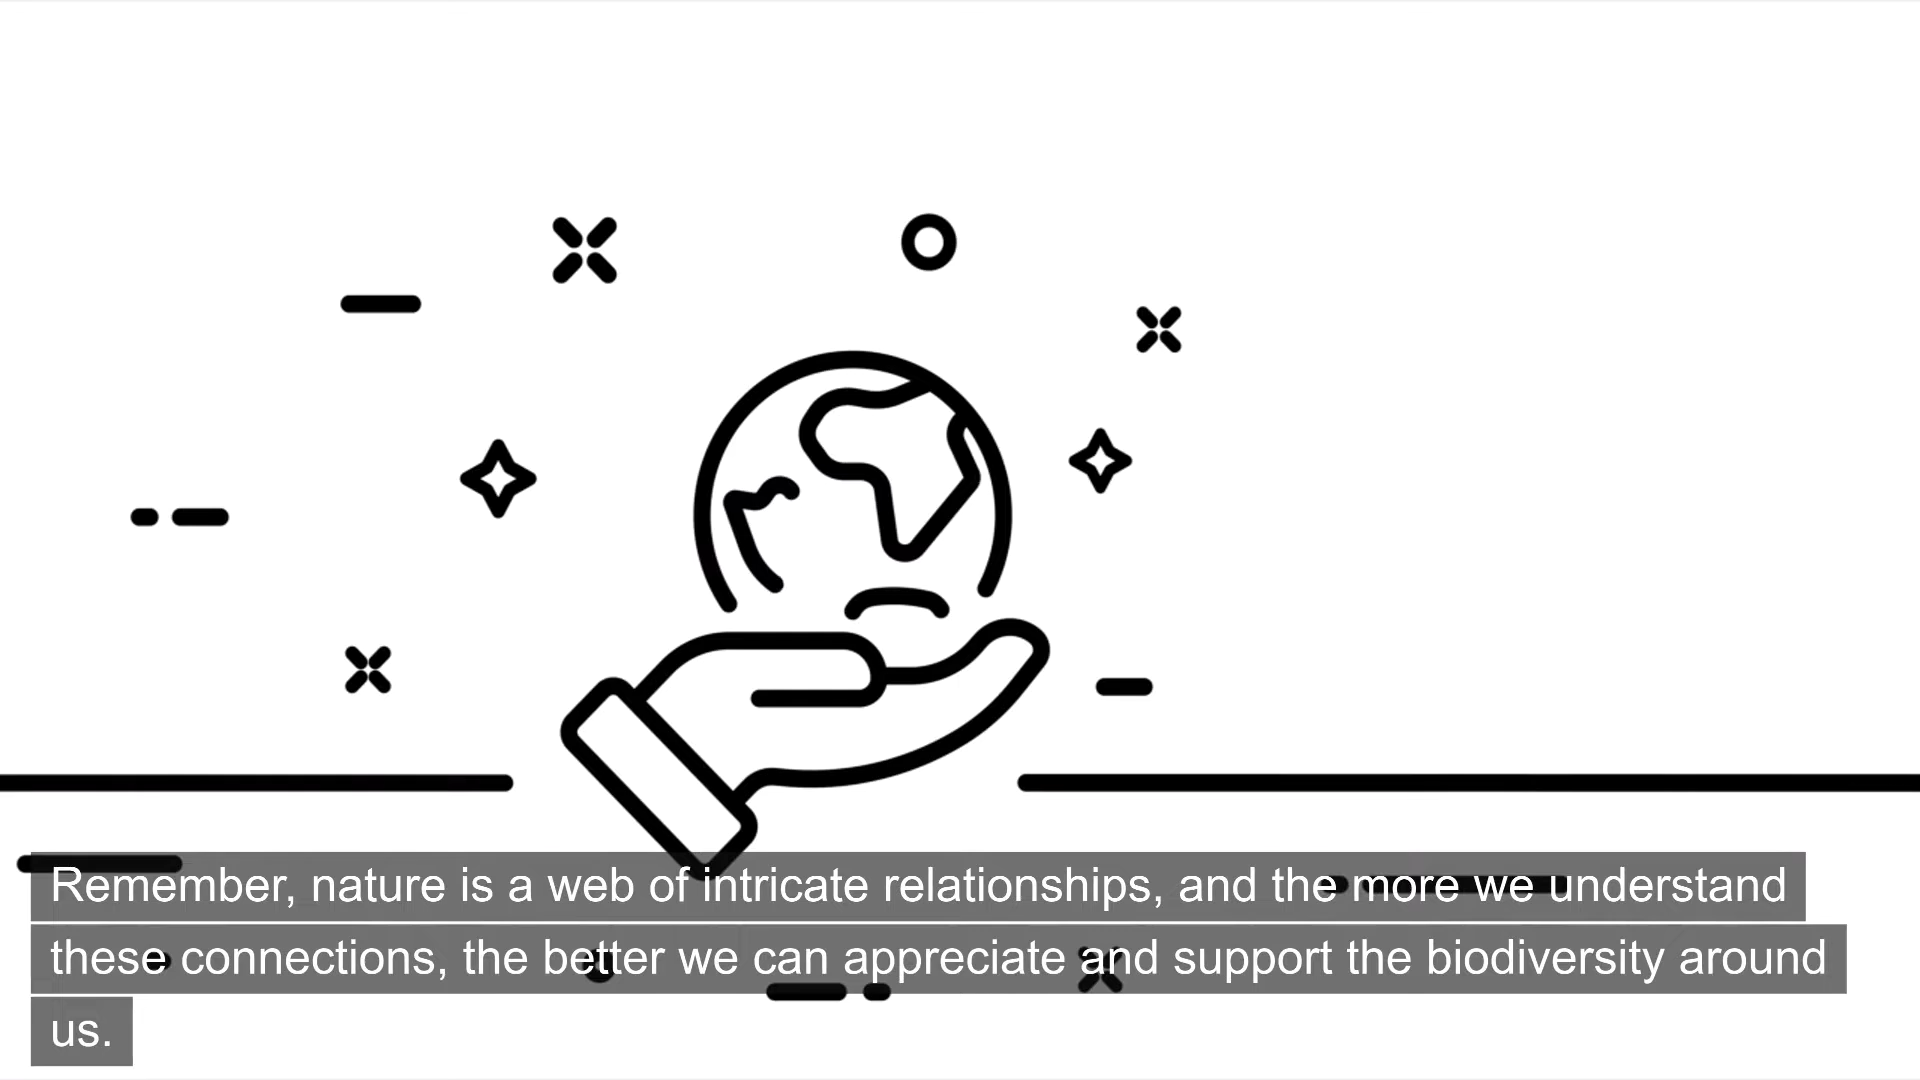 Remember, nature is a web of intricate relationships, and the more we understand
these connections, the better we can appreciate and support the biodiversity around
us.